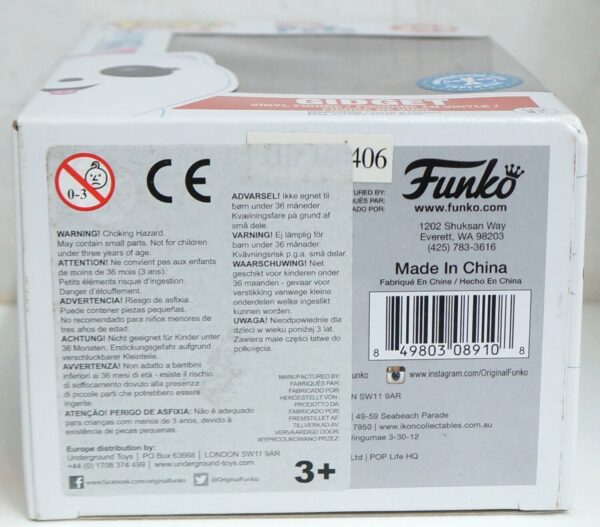 GIDGET
406
0-3
CE
WARNING! Choking Hazard.
May contain small parts. Not for children
under three years of age.
ATTENTION! Ne convient pas aux enfants
de moins de 36 mois (3 ans).
Petits éléments risque d'ingestion.
Danger d'étouffement.
ADVERTENCIA! Riesgo de asfixia.
Puede contener piezas pequeñas.
No recomendado para niños menores de
tres años de edad.
ACHTUNG! Nicht geeignet für Kinder unter
36 Monaten. Erstickungsgefahr aufgrund
verschluckbarer Kleinteile.
AVVERTENZA! Non adatto a bambini
inferiori ai 36 mesi di età - esiste il rischio
di soffocamento dovuto alla presenza
di piccole parti che potrebbero essere
ingerite.
ATENÇÃO! PERIGO DE ASFIXIA: Não é adequado
para crianças com menos de 3 anos, devido à
existência de peças pequenas.
Europe distribution by:
Underground Toys | PO Box 63668 | LONDON SW11 9AR
+44 (0) 1708 374 499 | www.underground-toys.com
www.facebook.com/originalFunko @OriginalFunko
ADVARSEL! Ikke egnet til
børn under 36 måneder.
Kvælningsfare på grund af
små dele.
VARNING! Ej lämplig för
barn under 36 månader.
Kvävningsrisk p.g.a. små delar.
WAARSCHUWING! Niet
geschikt voor kinderen onder
36 maanden - gevaar voor
verstikking vanwege kleine
onderdelen welke ingeslikt
kunnen worden.
UWAGA! Nieodpowiednie dla
dzieci w wieku poniżej 3 lat.
Zawiera małe części łatwe do
połknięcia.
MANUFACTURED BY:
FABRIQUÉS PAR:
HERGESTELLT VON:
PRODOTTO DA:
FABRICADO POR:
FREMSTILLET AF:
TILLVERKAD AV:
VERVAARDIGD DOOR:
WYPRODUKOWANO PRZEZ:
3+
TURED BY:
UÉS PAR:
ADO POR:
Funko
www.funko.com
1202 Shuksan Way
Everett, WA 98203
(425) 783-3616
Made In China
Fabriqué En Chine / Hecho En China
8 49803 08910 8
www.instagram.com/OriginalFunko
N SW11 9AR
| 49-59 Seabeach Parade
7950 | www.ikoncollectables.com
lingumae 3-30-12
Ltd | POP Life HQ